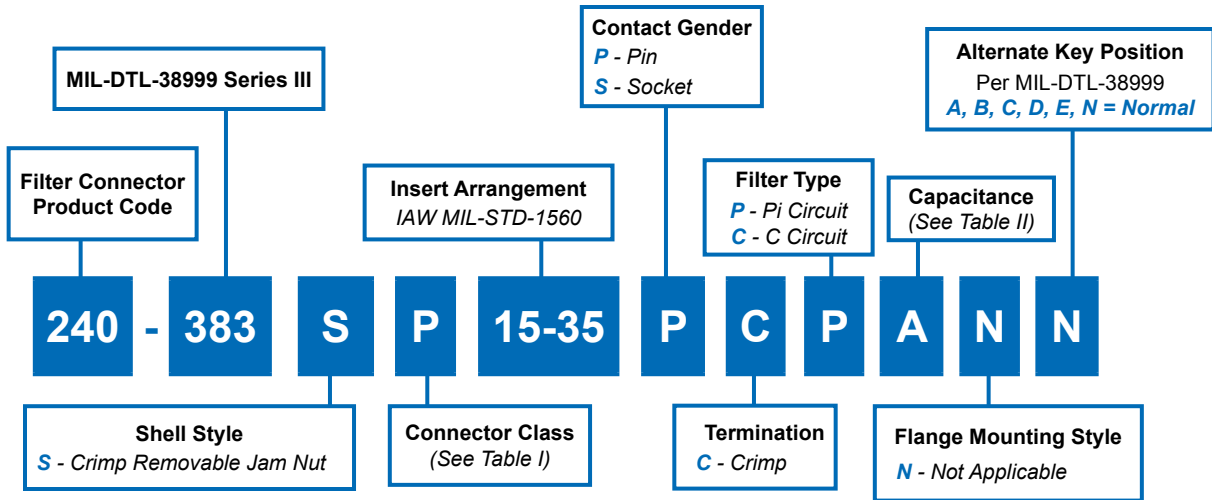 Contact Gender
P - Pin
S - Socket
Alternate Key Position
Per MIL-DTL-38999
A, B, C, D, E, N = Normal
MIL-DTL-38999 Series III
Filter Connector
Product Code
Insert Arrangement
IAW MIL-STD-1560
Filter Type
P - Pi Circuit
C - C Circuit
Capacitance
(See Table II)
240 - 383 S P 15-35 P C P A N N
Shell Style
S - Crimp Removable Jam Nut
Connector Class
(See Table I)
Termination
C - Crimp
Flange Mounting Style
N - Not Applicable